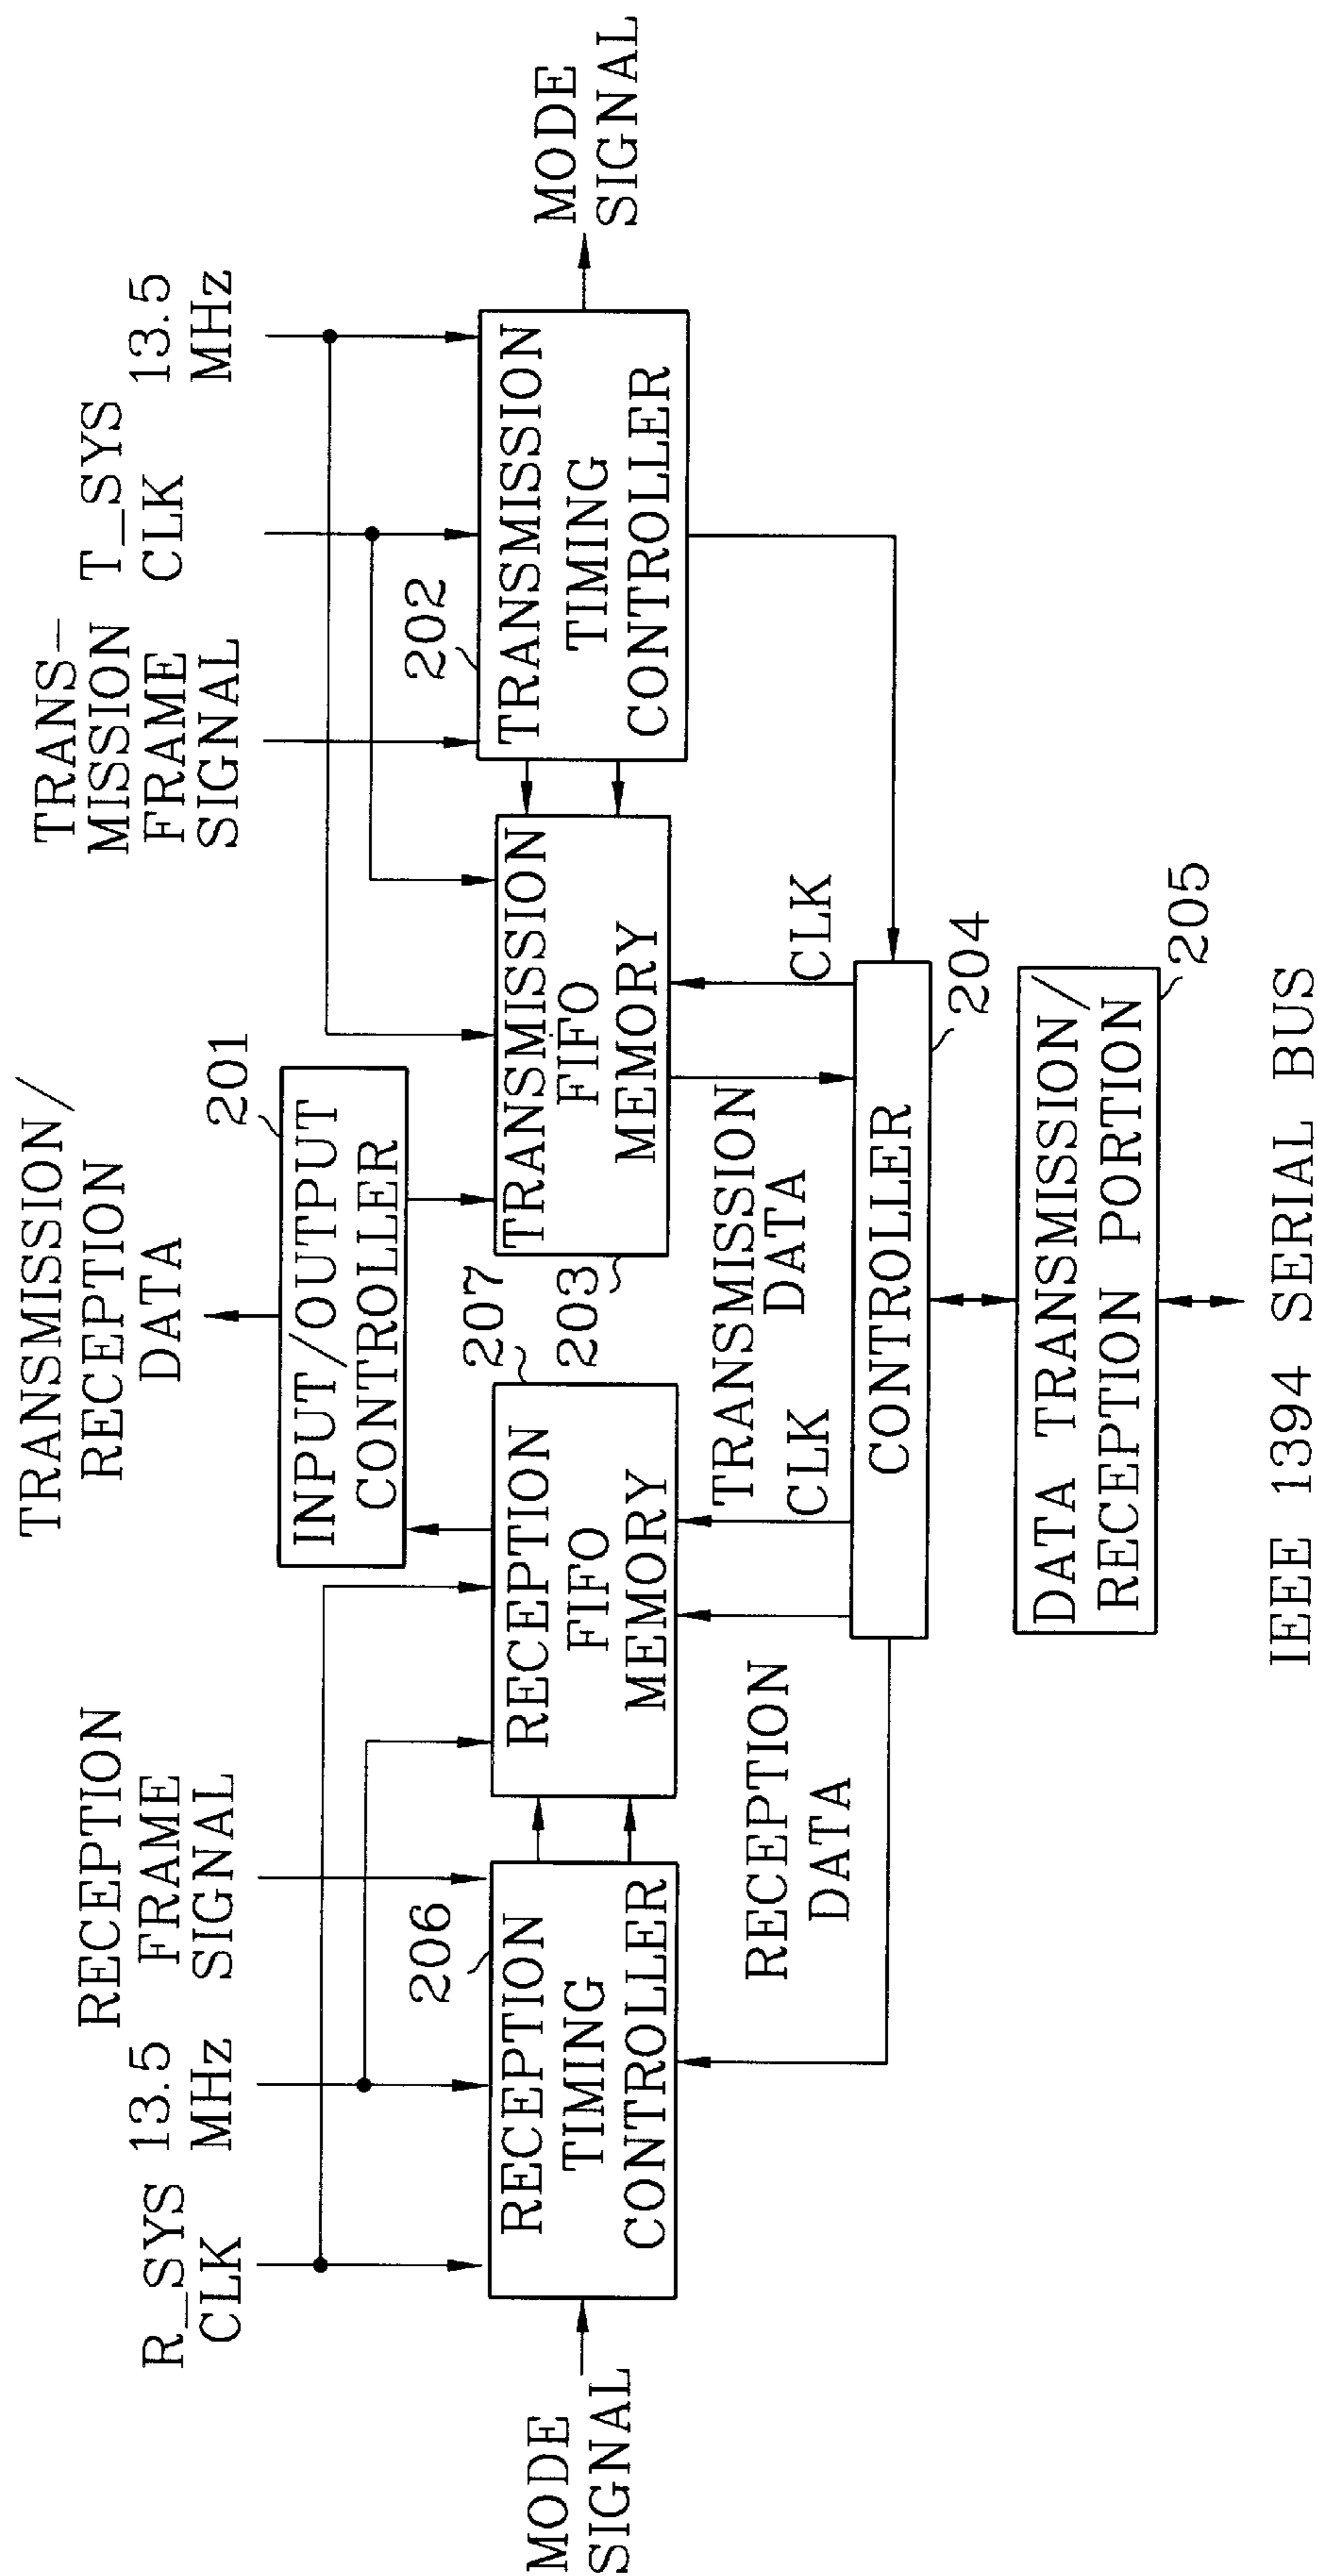 TRANSMISSION/
RECEPTION
DATA
RECEPTION
FRAME
SIGNAL
R_SYS
CLK
13.5
MHz
TRANS-
MISSION
FRAME
SIGNAL
T_SYS
CLK
13.5
MHz
201
INPUT/OUTPUT
CONTROLLER
206
202
MODE
SIGNAL
RECEPTION
TIMING
CONTROLLER
207
RECEPTION
FIFO
MEMORY
203
TRANSMISSION
FIFO
MEMORY
TRANSMISSION
TIMING
CONTROLLER
MODE
SIGNAL
RECEPTION
DATA
CLK
TRANSMISSION
DATA
CLK
CONTROLLER
204
DATA TRANSMISSION/
RECEPTION PORTION
205
IEEE 1394 SERIAL BUS